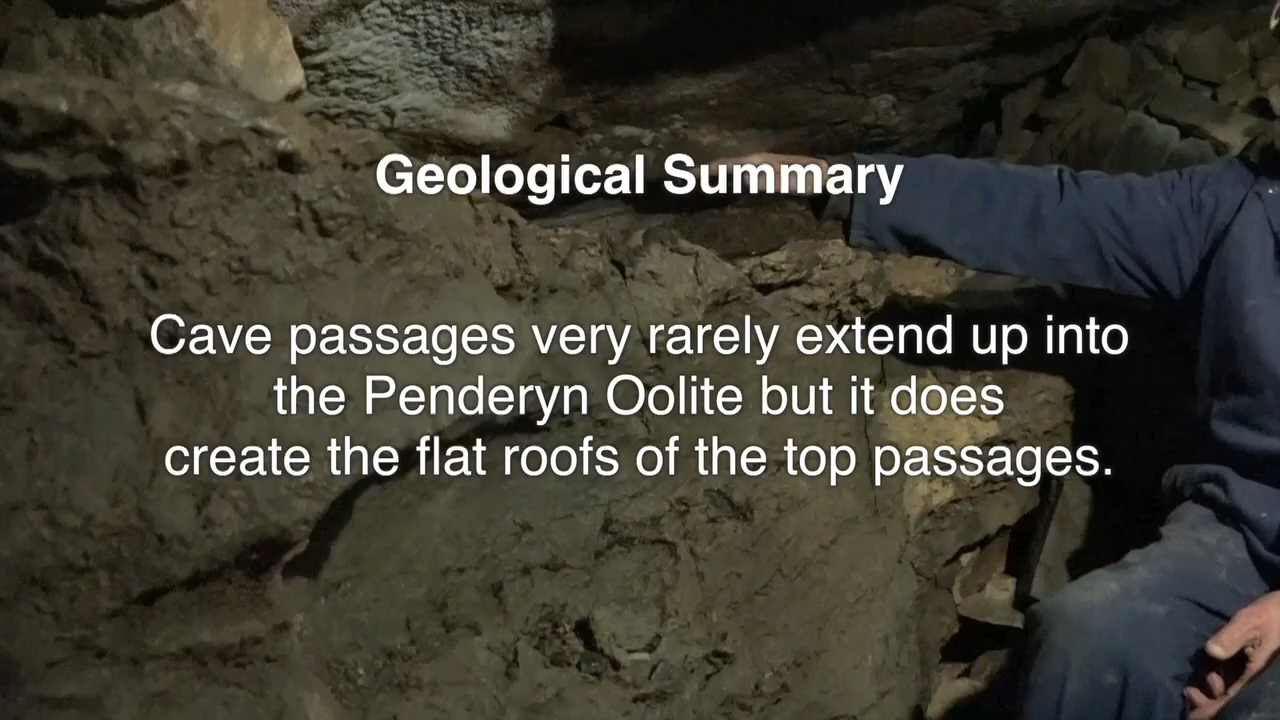 Geological Summary
Cave passages very rarely extend up into
the Penderyn Oolite but it does
create the flat roofs of the top passages.